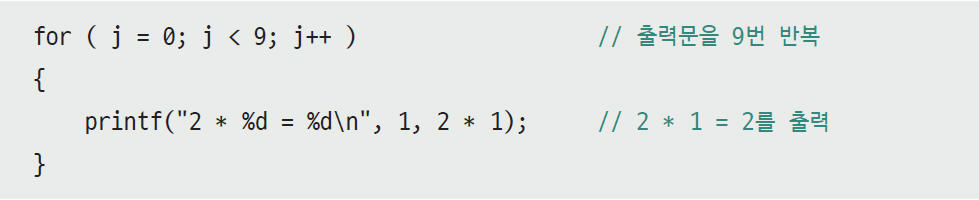 for ( j = 0; j < 9; j++ ) // 출력문을 9번 반복
{
printf("2 * %d = %d\n", 1, 2 * 1); // 2 * 1 = 2를 출력
}